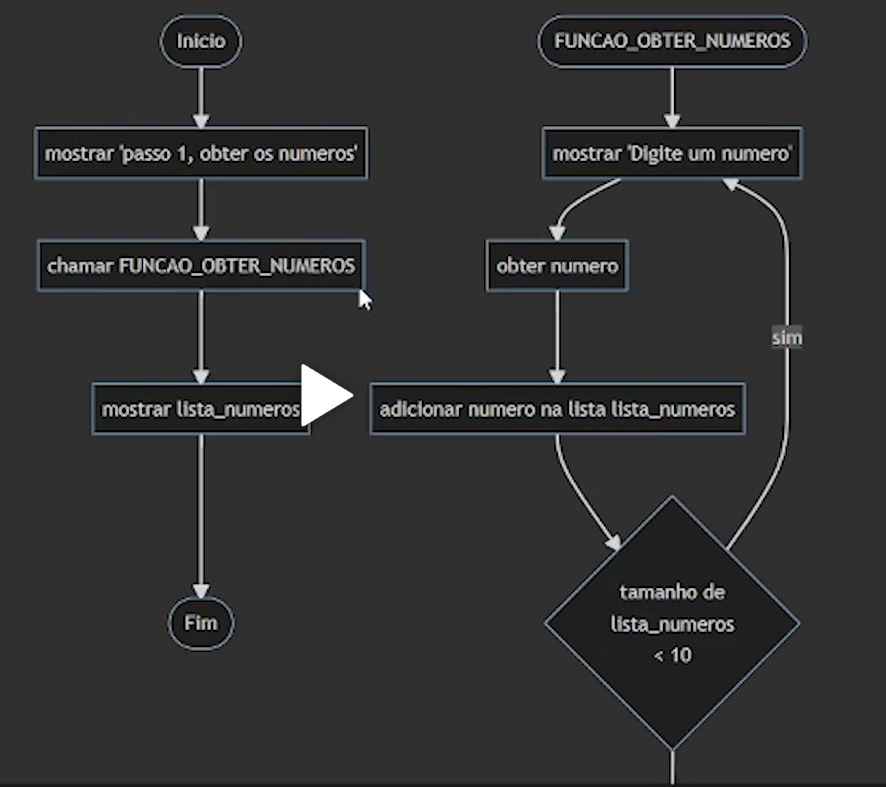 Inicio
mostrar 'passo 1, obter os numeros'
chamar FUNCAO_OBTER_NUMEROS
mostrar lista_numeros
Fim
FUNCAO_OBTER_NUMEROS
mostrar 'Digite um numero'
obter numero
sim
adicionar numero na lista lista_numeros
tamanho de
lista_numeros
< 10